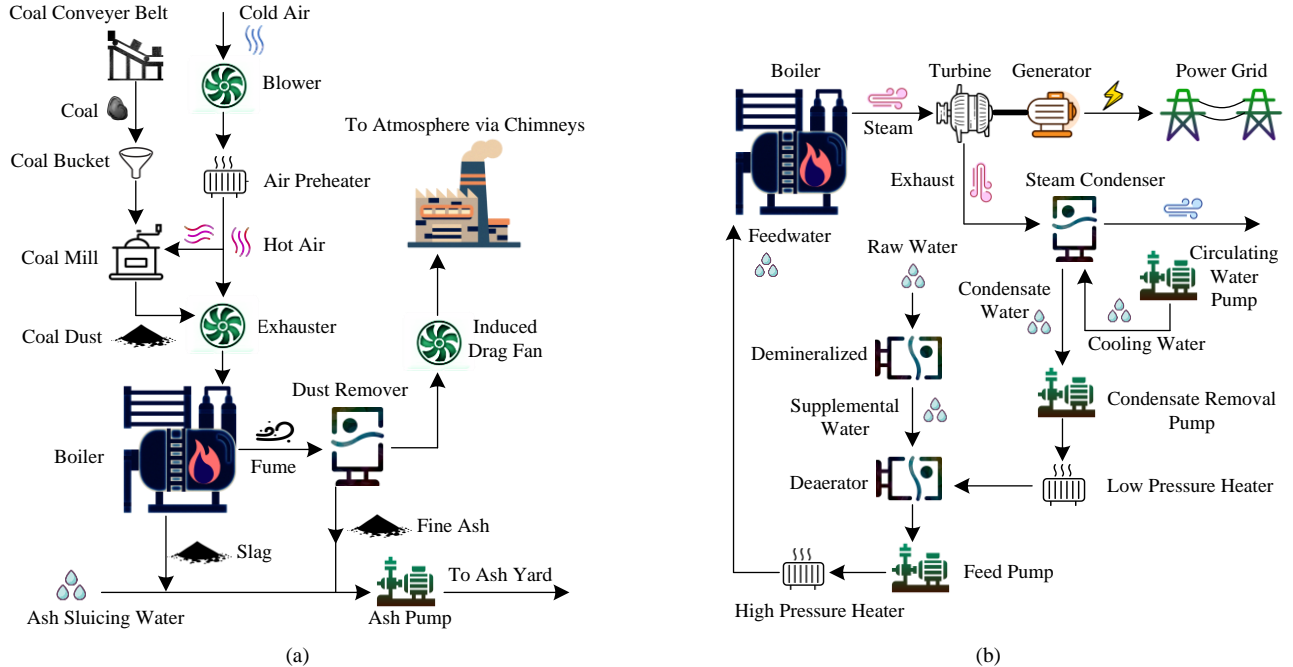 Coal Conveyer Belt
Cold Air
Blower
Coal
To Atmosphere via Chimneys
Coal Bucket
Air Preheater
Coal Mill
Hot Air
Coal Dust
Exhauster
Induced
Drag Fan
Dust Remover
Boiler
Fume
Fine Ash
Slag
To Ash Yard
Ash Sluicing Water
Ash Pump
(a)
Boiler
Turbine
Generator
Power Grid
Steam
Exhaust
Steam Condenser
Feedwater
Raw Water
Circulating
Water
Pump
Condensate
Water
Cooling Water
Demineralized
Supplemental
Water
Condensate Removal
Pump
Deaerator
Low Pressure Heater
Feed Pump
High Pressure Heater
(b)